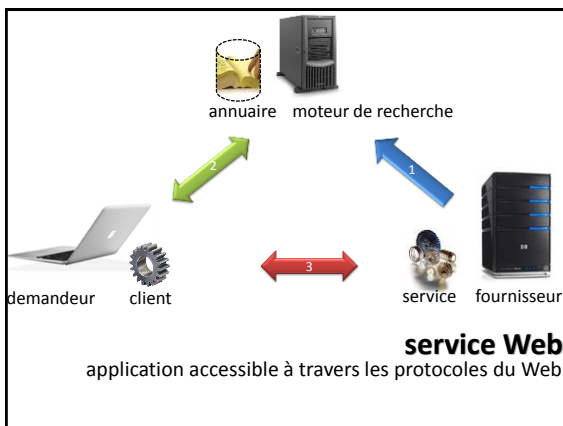 annuaire moteur de recherche
2
1
3
demandeur client
service fournisseur
service Web
application accessible à travers les protocoles du Web